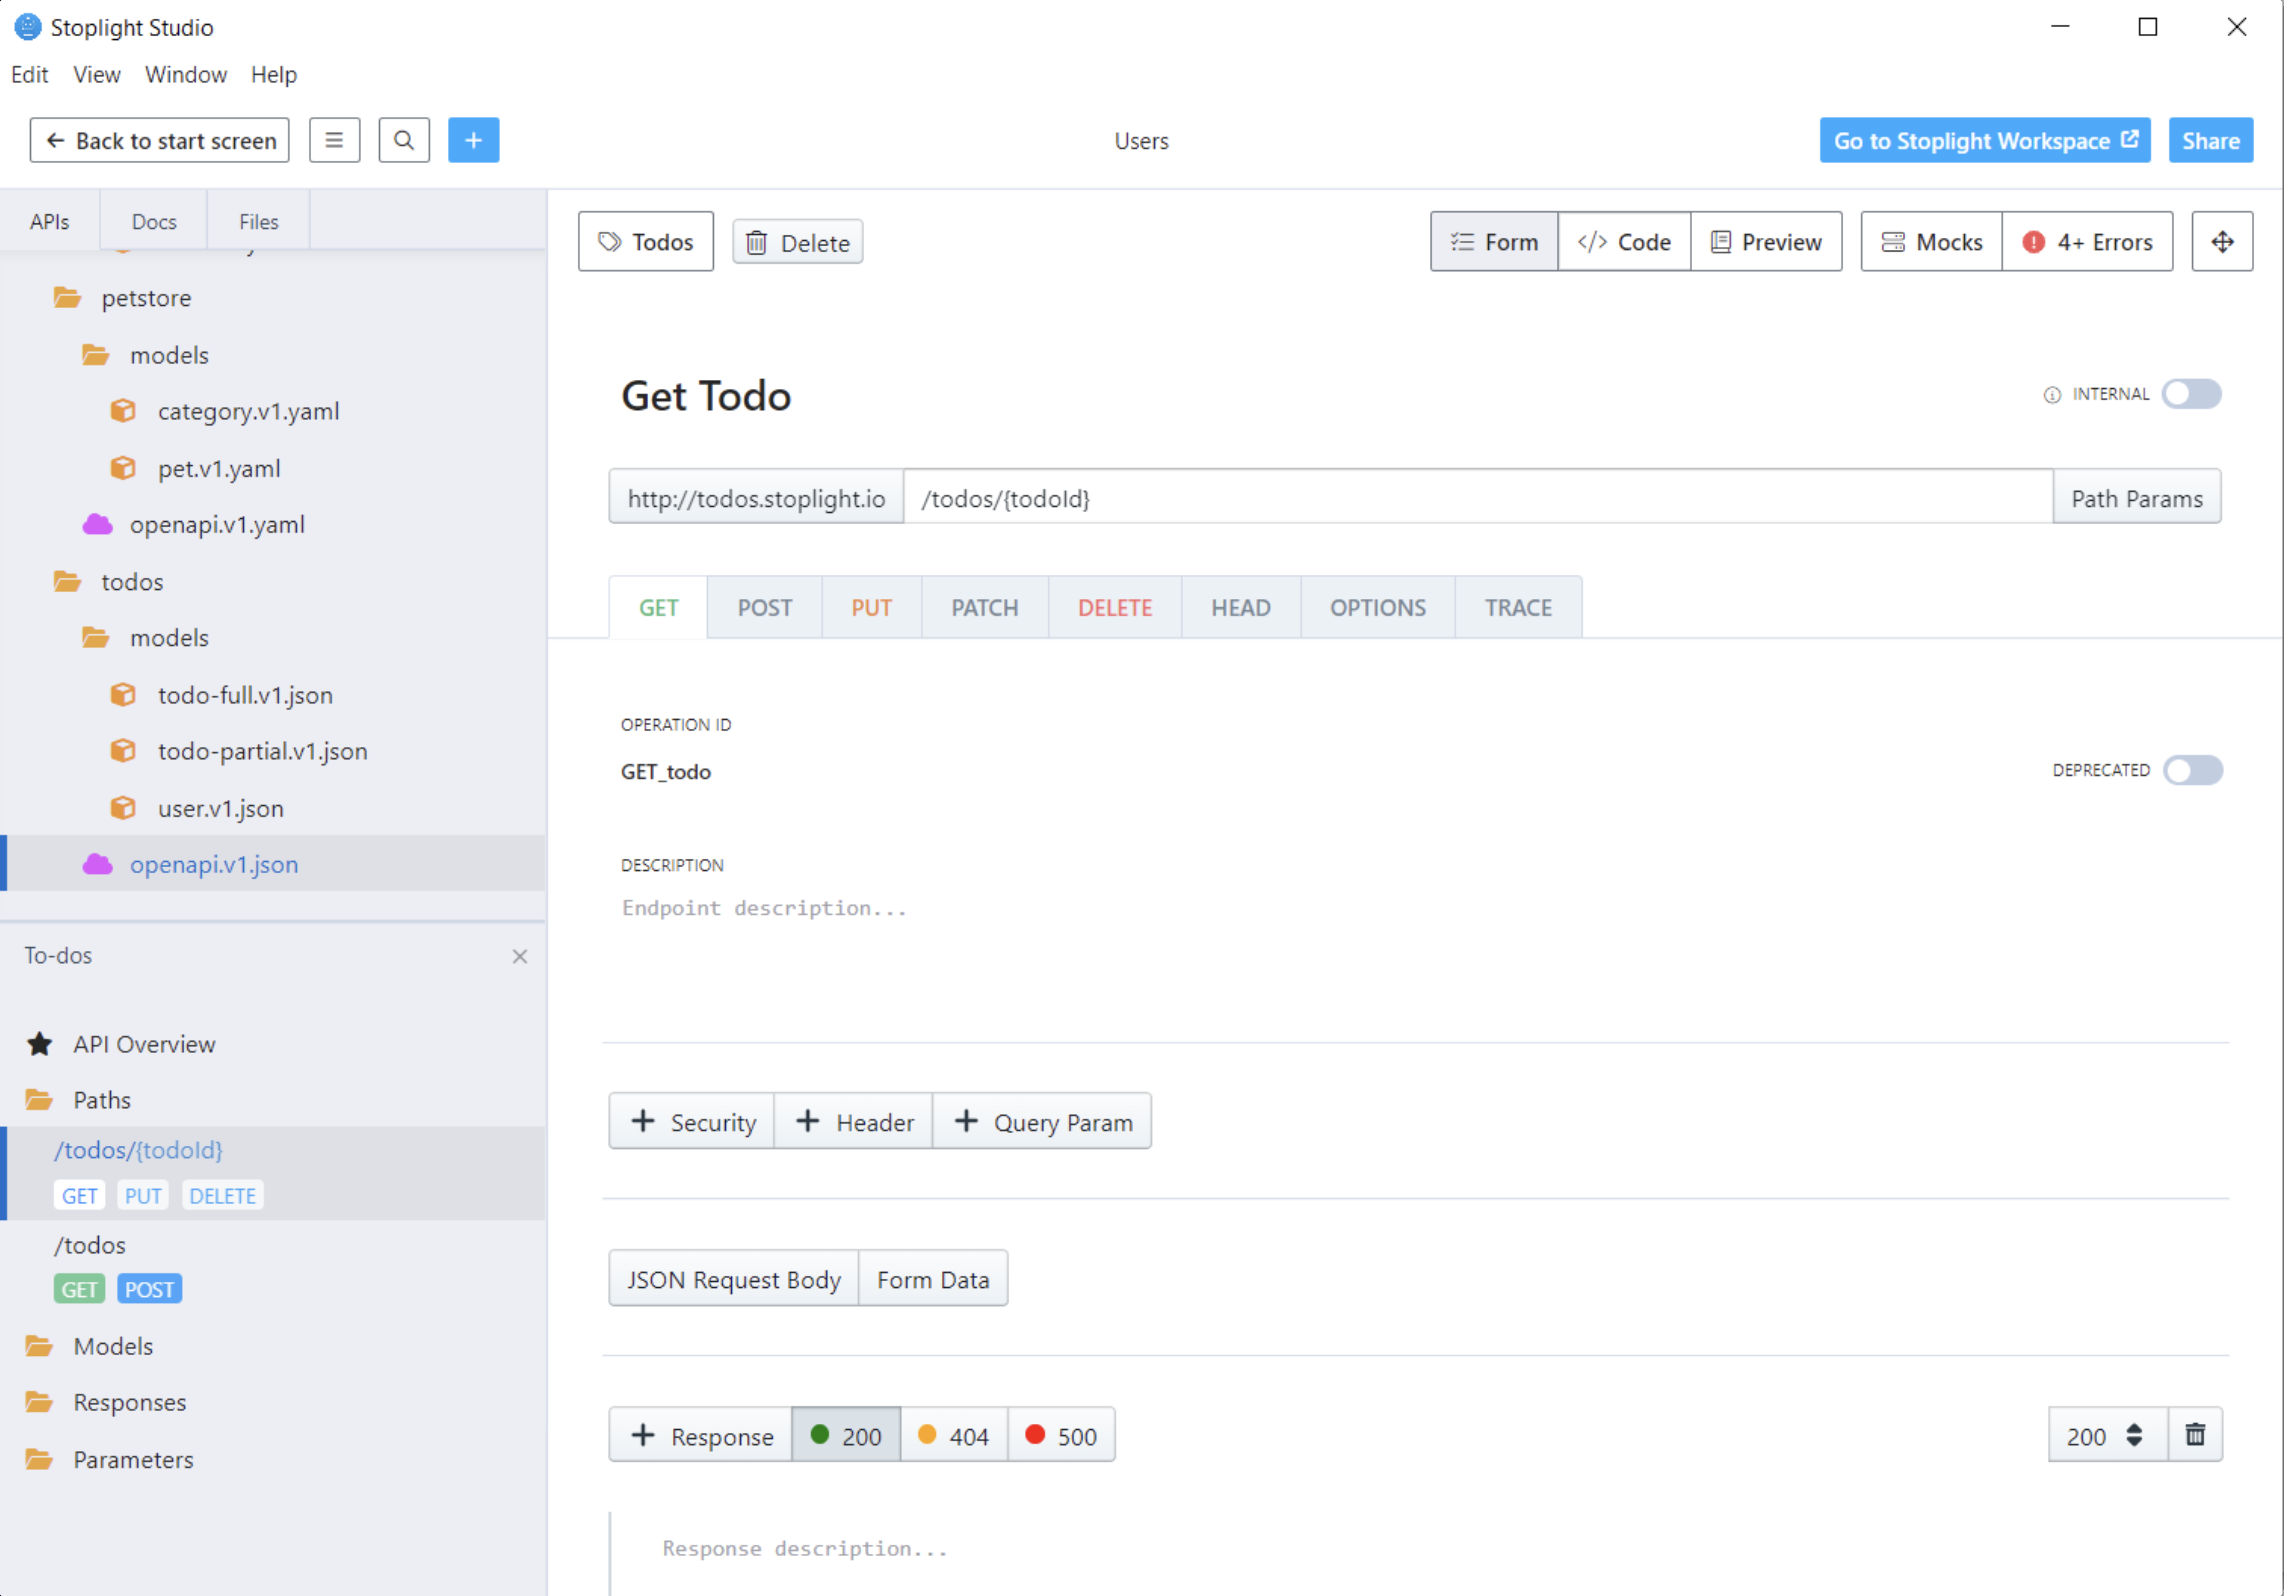 Stoplight Studio
Edit View Window Help
Back to start screen
Users
Go to Stoplight Workspace
Share
APIs
Docs
Files
petstore
models
category.v1.yaml
pet.v1.yaml
openapi.v1.yaml
todos
models
todo-full.v1.json
todo-partial.v1.json
user.v1.json
openapi.v1.json
To-dos
API Overview
Paths
/todos/{todoId}
GET PUT DELETE
/todos
GET POST
Models
Responses
Parameters
Todos
Delete
Form
Code
Preview
Mocks
4+ Errors
Get Todo
INTERNAL
http://todos.stoplight.io
/todos/{todoId}
Path Params
GET POST PUT PATCH DELETE HEAD OPTIONS TRACE
OPERATION ID
GET_todo
DEPRECATED
DESCRIPTION
Endpoint description...
Security
Header
Query Param
JSON Request Body
Form Data
Response
200
404
500
200
Response description...